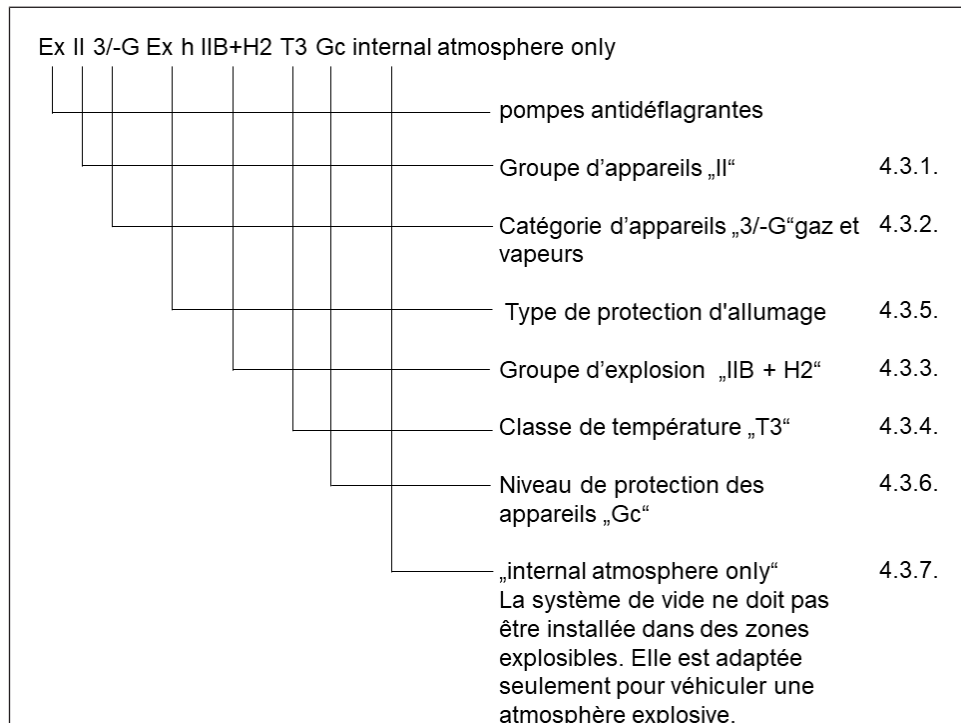 Ex II 3/-G Ex h IIB+H2 T3 Gc internal atmosphere only
pompes antidéflagrantes
Groupe d’appareils „II“ 4.3.1.
Catégorie d’appareils „3/-G“gaz et 4.3.2.
vapeurs
Type de protection d'allumage 4.3.5.
Groupe d’explosion „IIB + H2“ 4.3.3.
Classe de température „T3“ 4.3.4.
Niveau de protection des 4.3.6.
appareils „Gc“
„internal atmosphere only“ 4.3.7.
La système de vide ne doit pas
être installée dans des zones
explosibles. Elle est adaptée
seulement pour véhiculer une
atmosphère explosive.